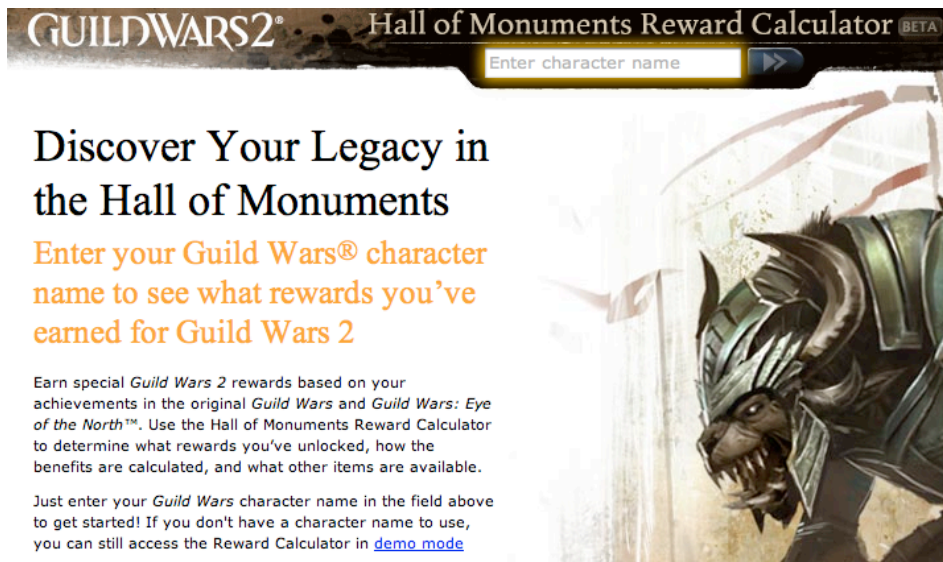 GUILDWARS2®
Hall of Monuments Reward Calculator BETA
Enter character name
Discover Your Legacy in
the Hall of Monuments
Enter your Guild Wars® character
name to see what rewards you’ve
earned for Guild Wars 2
Earn special Guild Wars 2 rewards based on your
achievements in the original Guild Wars and Guild Wars: Eye
of the North™. Use the Hall of Monuments Reward Calculator
to determine what rewards you’ve unlocked, how the
benefits are calculated, and what other items are available.
Just enter your Guild Wars character name in the field above
to get started! If you don't have a character name to use,
you can still access the Reward Calculator in demo mode